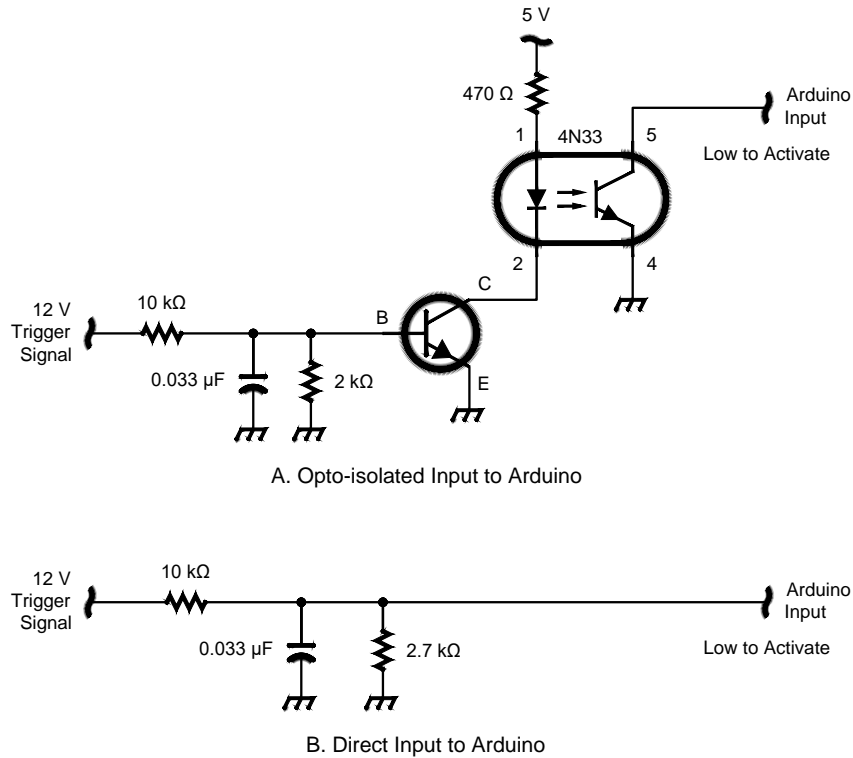 5 V
470 Ω
Arduino
Input
1
4N33
5
Low to Activate
2
4
C
12 V
Trigger
Signal
10 kΩ
B
0.033 µF
2 kΩ
E
A. Opto-isolated Input to Arduino
12 V
Trigger
Signal
10 kΩ
Arduino
Input
0.033 µF
2.7 kΩ
Low to Activate
B. Direct Input to Arduino